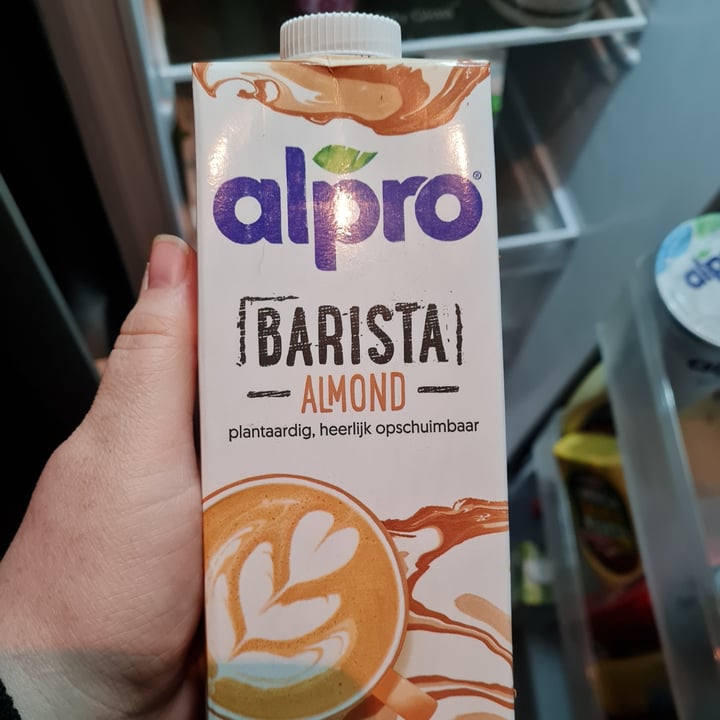 alpro®
BARISTA
ALMOND
plantaardig, heerlijk opschuimbaar